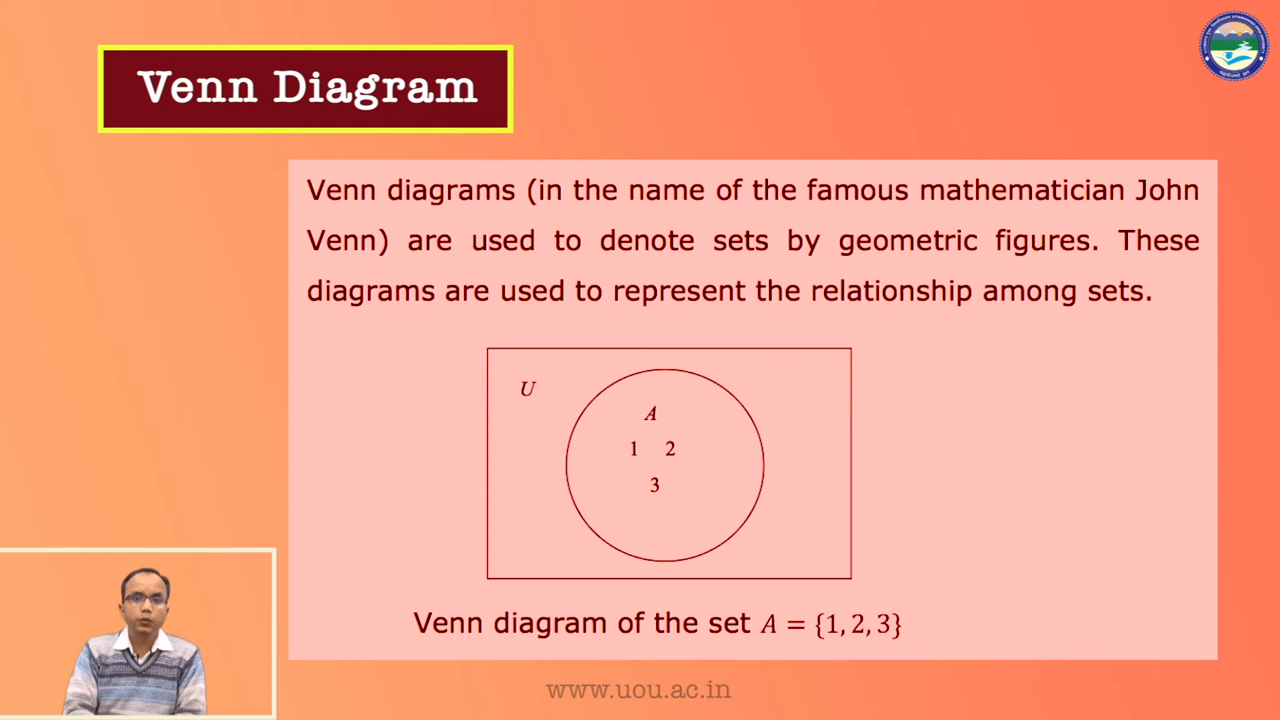 Venn Diagram
Venn diagrams (in the name of the famous mathematician John
Venn) are used to denote sets by geometric figures. These
diagrams are used to represent the relationship among sets.
U
A
1 2
3
Venn diagram of the set A = {1, 2, 3}
www.uou.ac.in